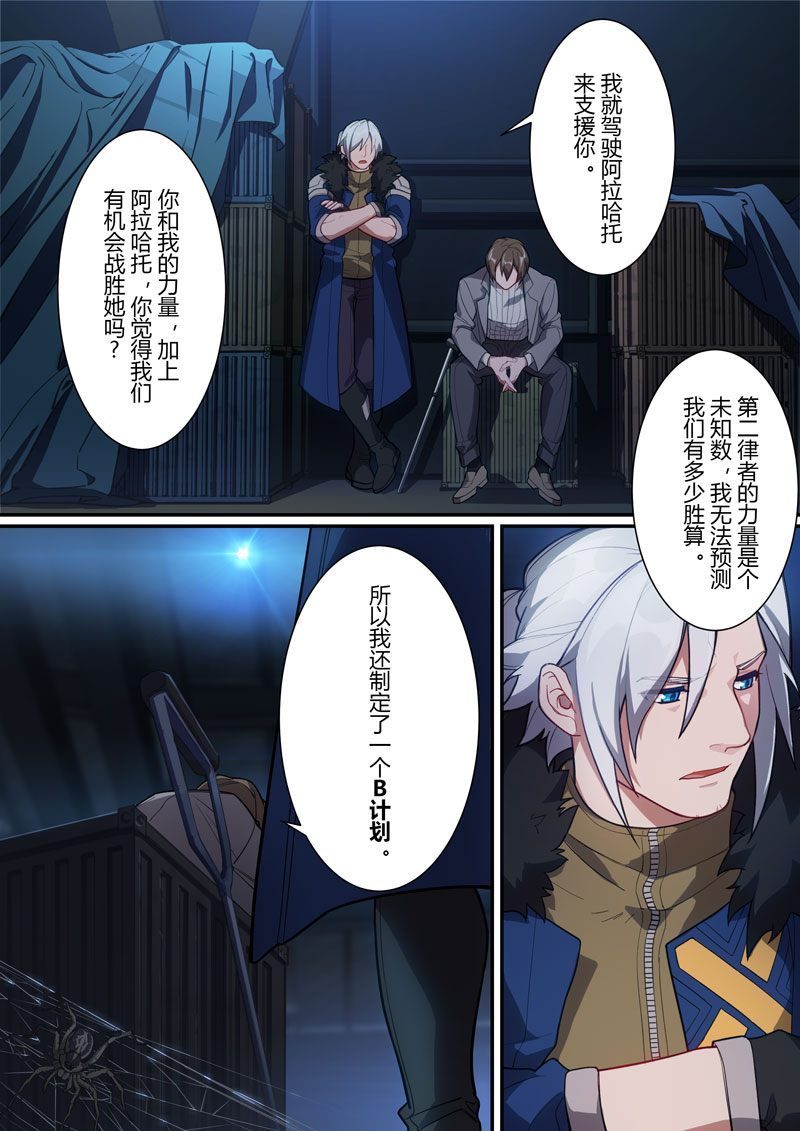 我就驾驶阿拉哈托
来支援你。
你和我的力量，加上
阿拉哈托，你觉得我们
有机会战胜她吗？
第二律者的力量是个
未知数，我无法预测
我们有多少胜算。
所以我还制定了一个B计划。